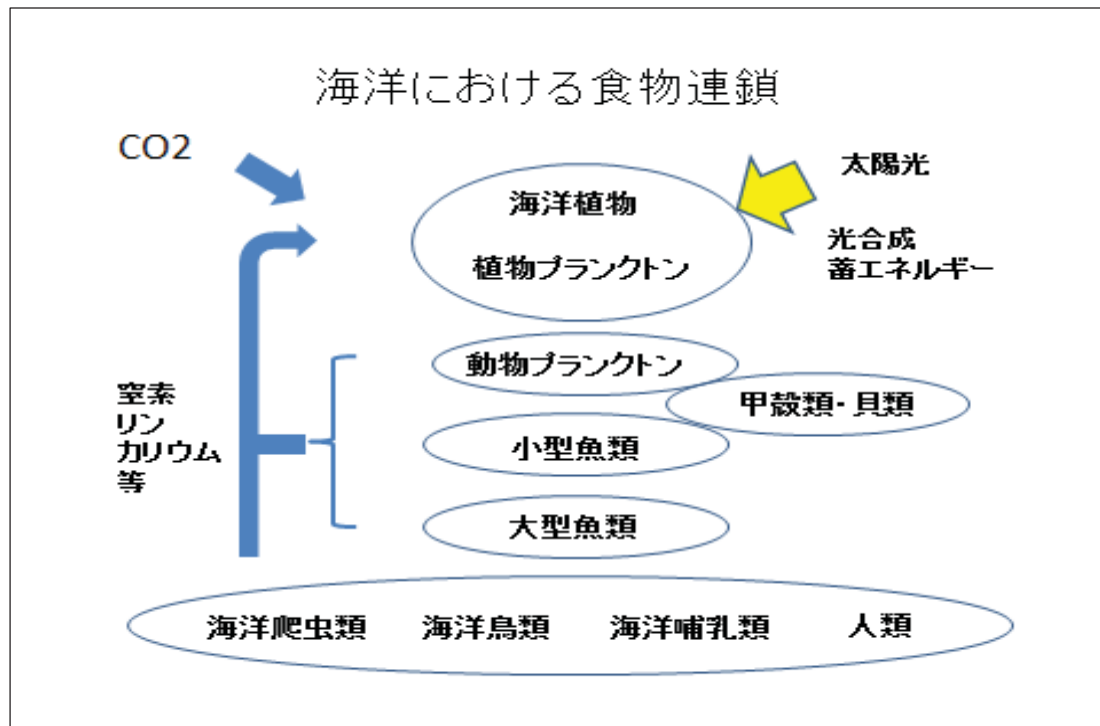 海洋における食物連鎖
CO2
太陽光
海洋植物
植物プランクトン
光合成
蓄エネルギー
動物プランクトン
甲殻類・貝類
小型魚類
大型魚類
窒素
リン
カリウム
等
海洋爬虫類 海洋鳥類 海洋哺乳類 人類